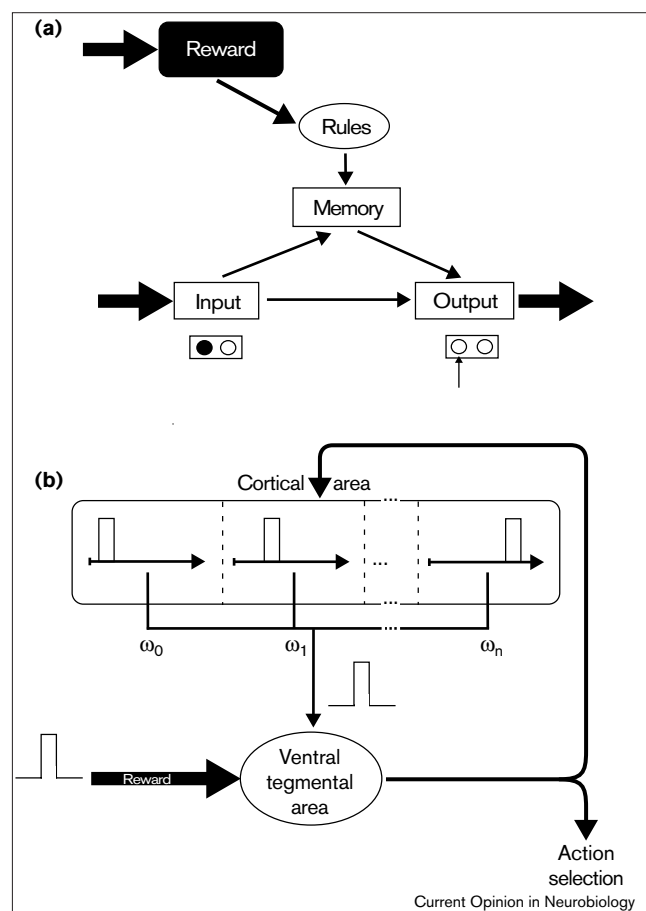 (a)
Reward
Rules
Memory
Input
Output
(b)
Cortical area
...
...
...
ω0
ω1
ωn
Reward
Ventral
tegmental
area
Action
selection
Current Opinion in Neurobiology